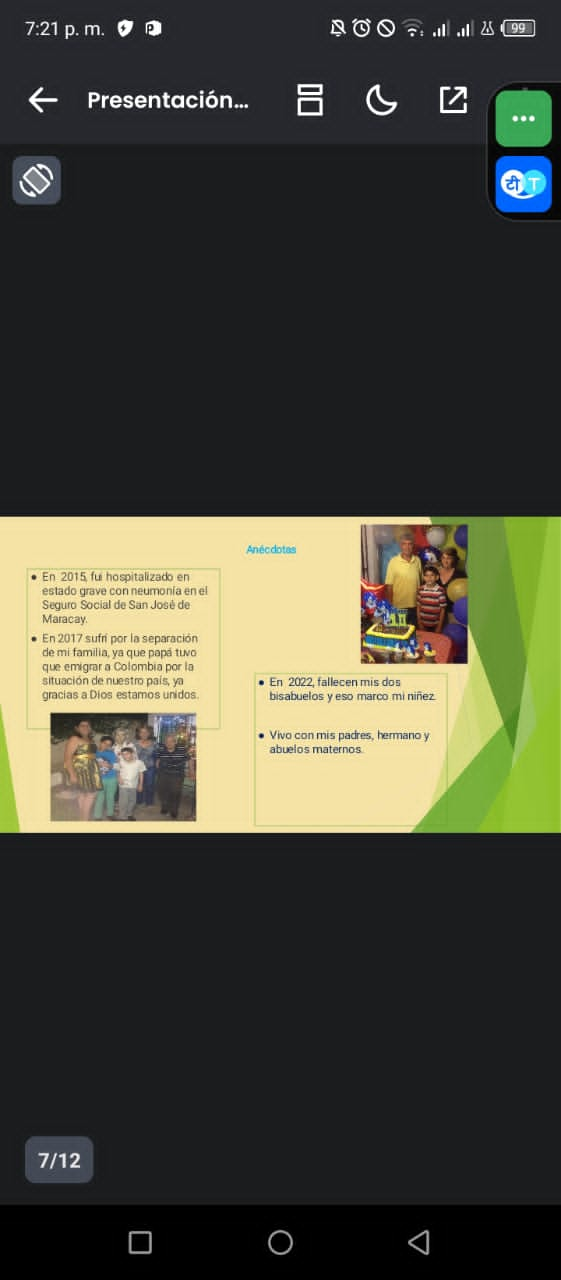 7:21 p. m.
99
Presentación...
टी T
Anécdotas
• En 2015, fui hospitalizado en
estado grave con neumonía en el
Seguro Social de San José de
Maracay.
• En 2017 sufrí por la separación
de mi familia, ya que papá tuvo
que emigrar a Colombia por la
situación de nuestro país, ya
gracias a Dios estamos unidos.
• En 2022, fallecen mis dos
bisabuelos y eso marco mi niñez.
• Vivo con mis padres, hermano y
abuelos maternos.
7/12